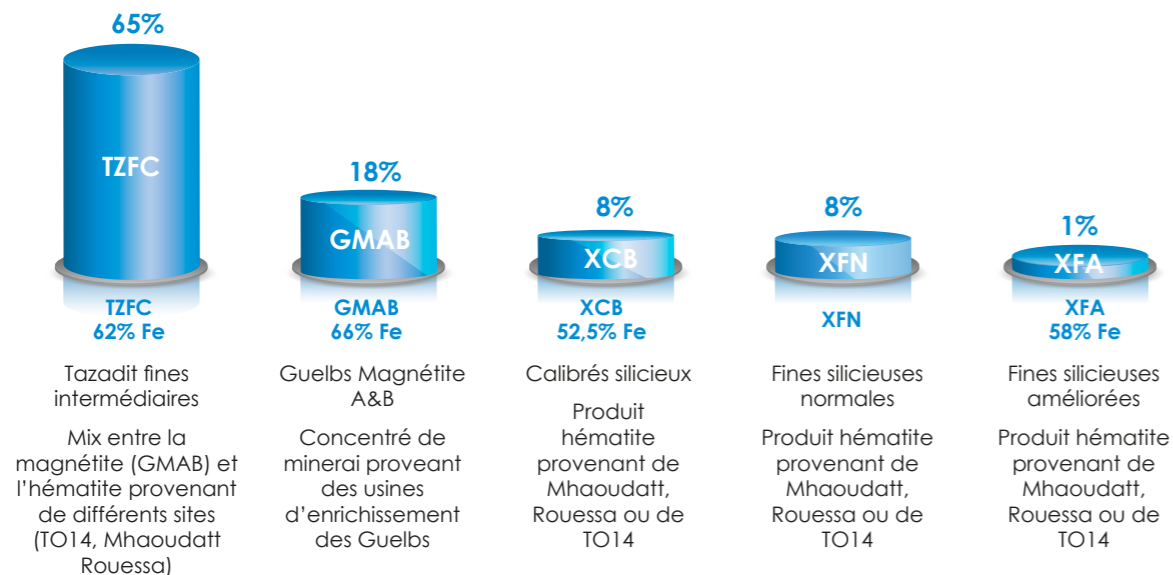 65%
TZFC
TZFC
62% Fe
Tazadit fines
intermédiaires
Mix entre la
magnétite (GMAB) et
l’hématite provenant
de différents sites
(TO14, Mhaoudatt
Rouessa)
18%
GMAB
GMAB
66% Fe
Guelbs Magnétite
A&B
Concentré de
minerai proveant
des usines
d’enrichissement
des Guelbs
8%
XCB
XCB
52,5% Fe
Calibrés silicieux
Produit
hématite
provenant de
Mhaoudatt,
Rouessa ou de
TO14
8%
XFN
XFN
Fines silicieuses
normales
Produit hématite
provenant de
Mhaoudatt,
Rouessa ou de
TO14
1%
XFA
XFA
58% Fe
Fines silicieuses
améliorées
Produit hématite
provenant de
Mhaoudatt,
Rouessa ou de
TO14